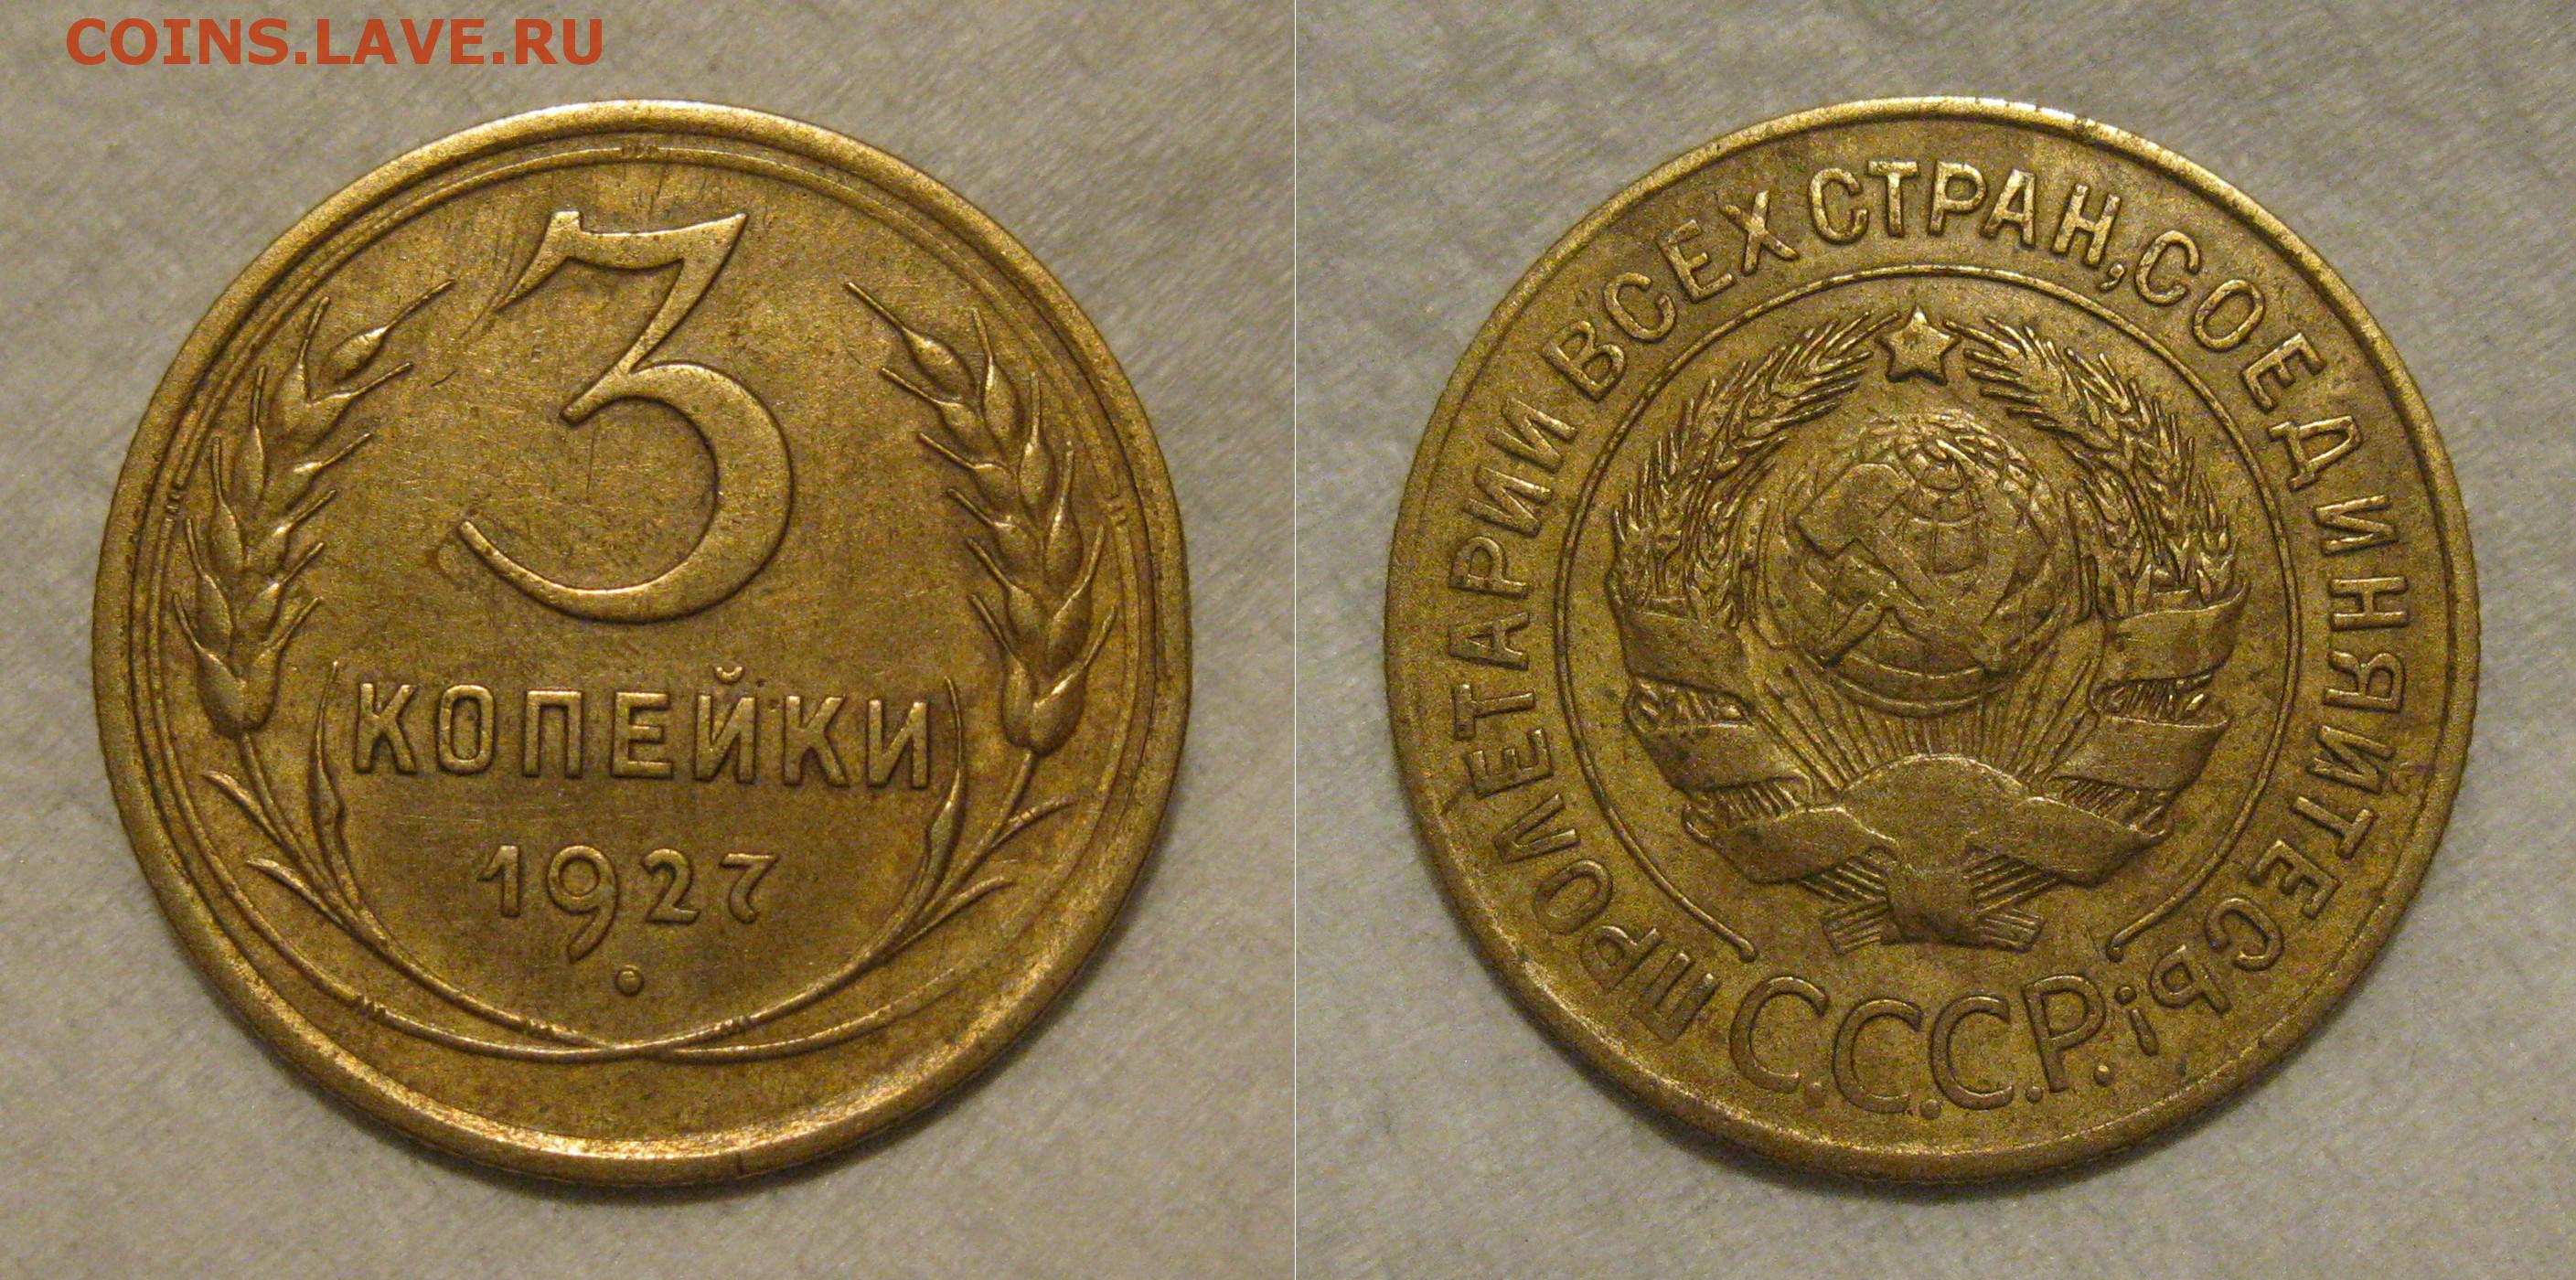 COINS.LAVE.RU
3
КОПЕЙКИ
1927
ПРОЛЕТАРИИ ВСЕХ СТРАН, СОЕДИНЯЙТЕСЬ!
С.С.С.Р.